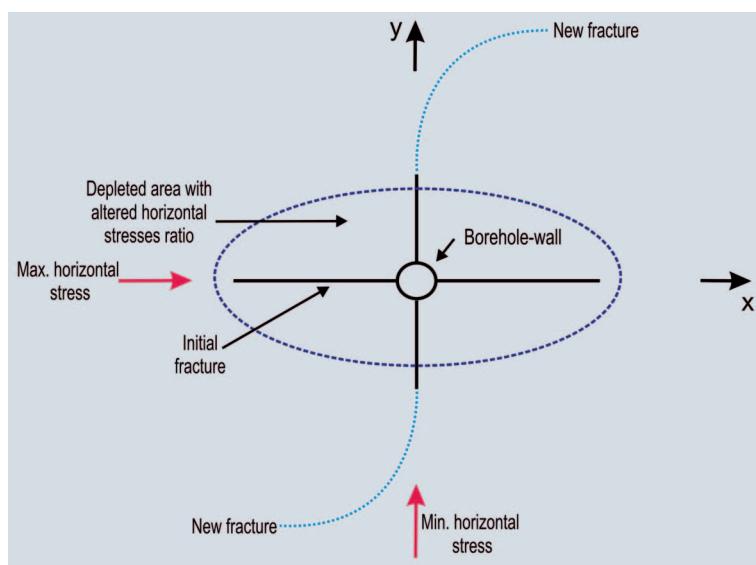 y
New fracture
Depleted area with
altered horizontal
stresses ratio
Borehole-wall
Max. horizontal
stress
x
Initial
fracture
New fracture
Min. horizontal
stress